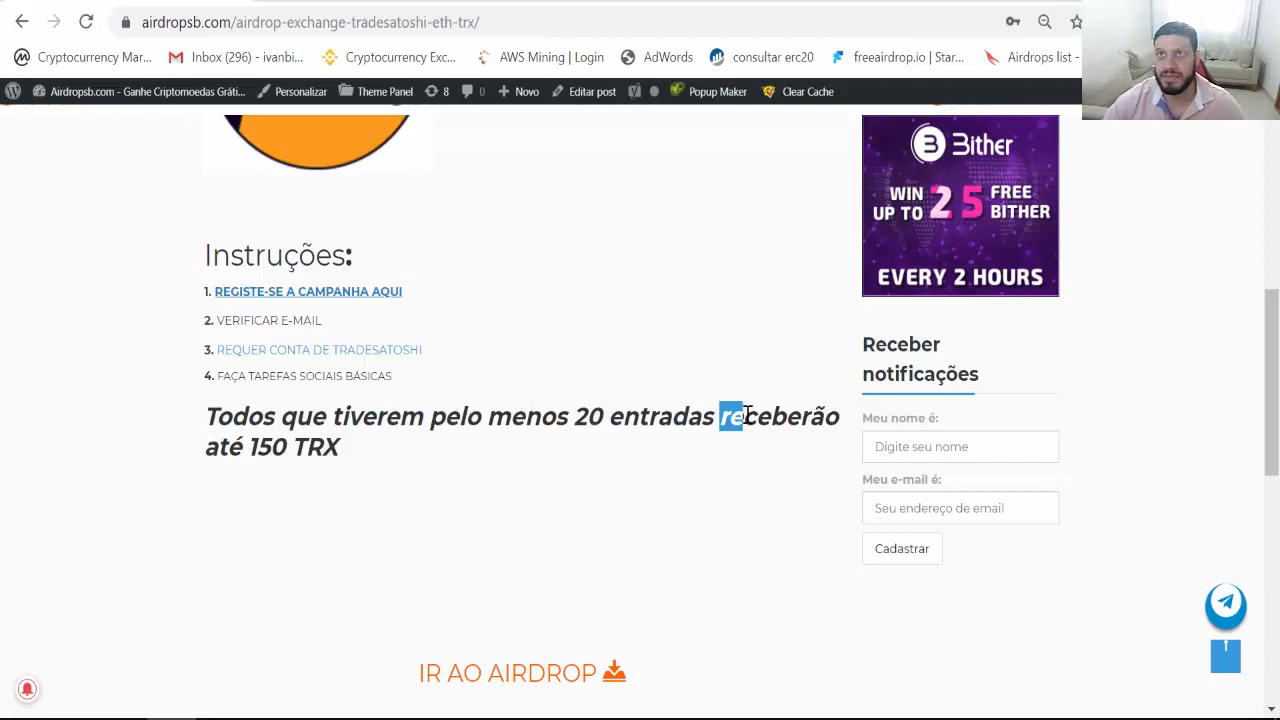 airdropsb.com/airdrop-exchange-tradesatoshi-eth-trx/
Cryptocurrency Mar...
Inbox (296) - ivanbi...
Cryptocurrency Exc...
AWS Mining | Login
AdWords
consultar erc20
freeairdrop.io | Star...
Airdrops list -
Airdropsb.com – Ganhe Criptomoedas Gráti...
Personalizar
Theme Panel
8
0
Novo
Editar post
Popup Maker
Clear Cache
Bither
WIN UP TO 25 FREE BITHER
EVERY 2 HOURS
Instruções:
1. REGISTE-SE A CAMPANHA AQUI
2. VERIFICAR E-MAIL
3. REQUER CONTA DE TRADESATOSHI
4. FAÇA TAREFAS SOCIAIS BÁSICAS
Todos que tiverem pelo menos 20 entradas receberão
até 150 TRX
Receber
notificações
Meu nome é:
Digite seu nome
Meu e-mail é:
Seu endereço de email
Cadastrar
IR AO AIRDROP